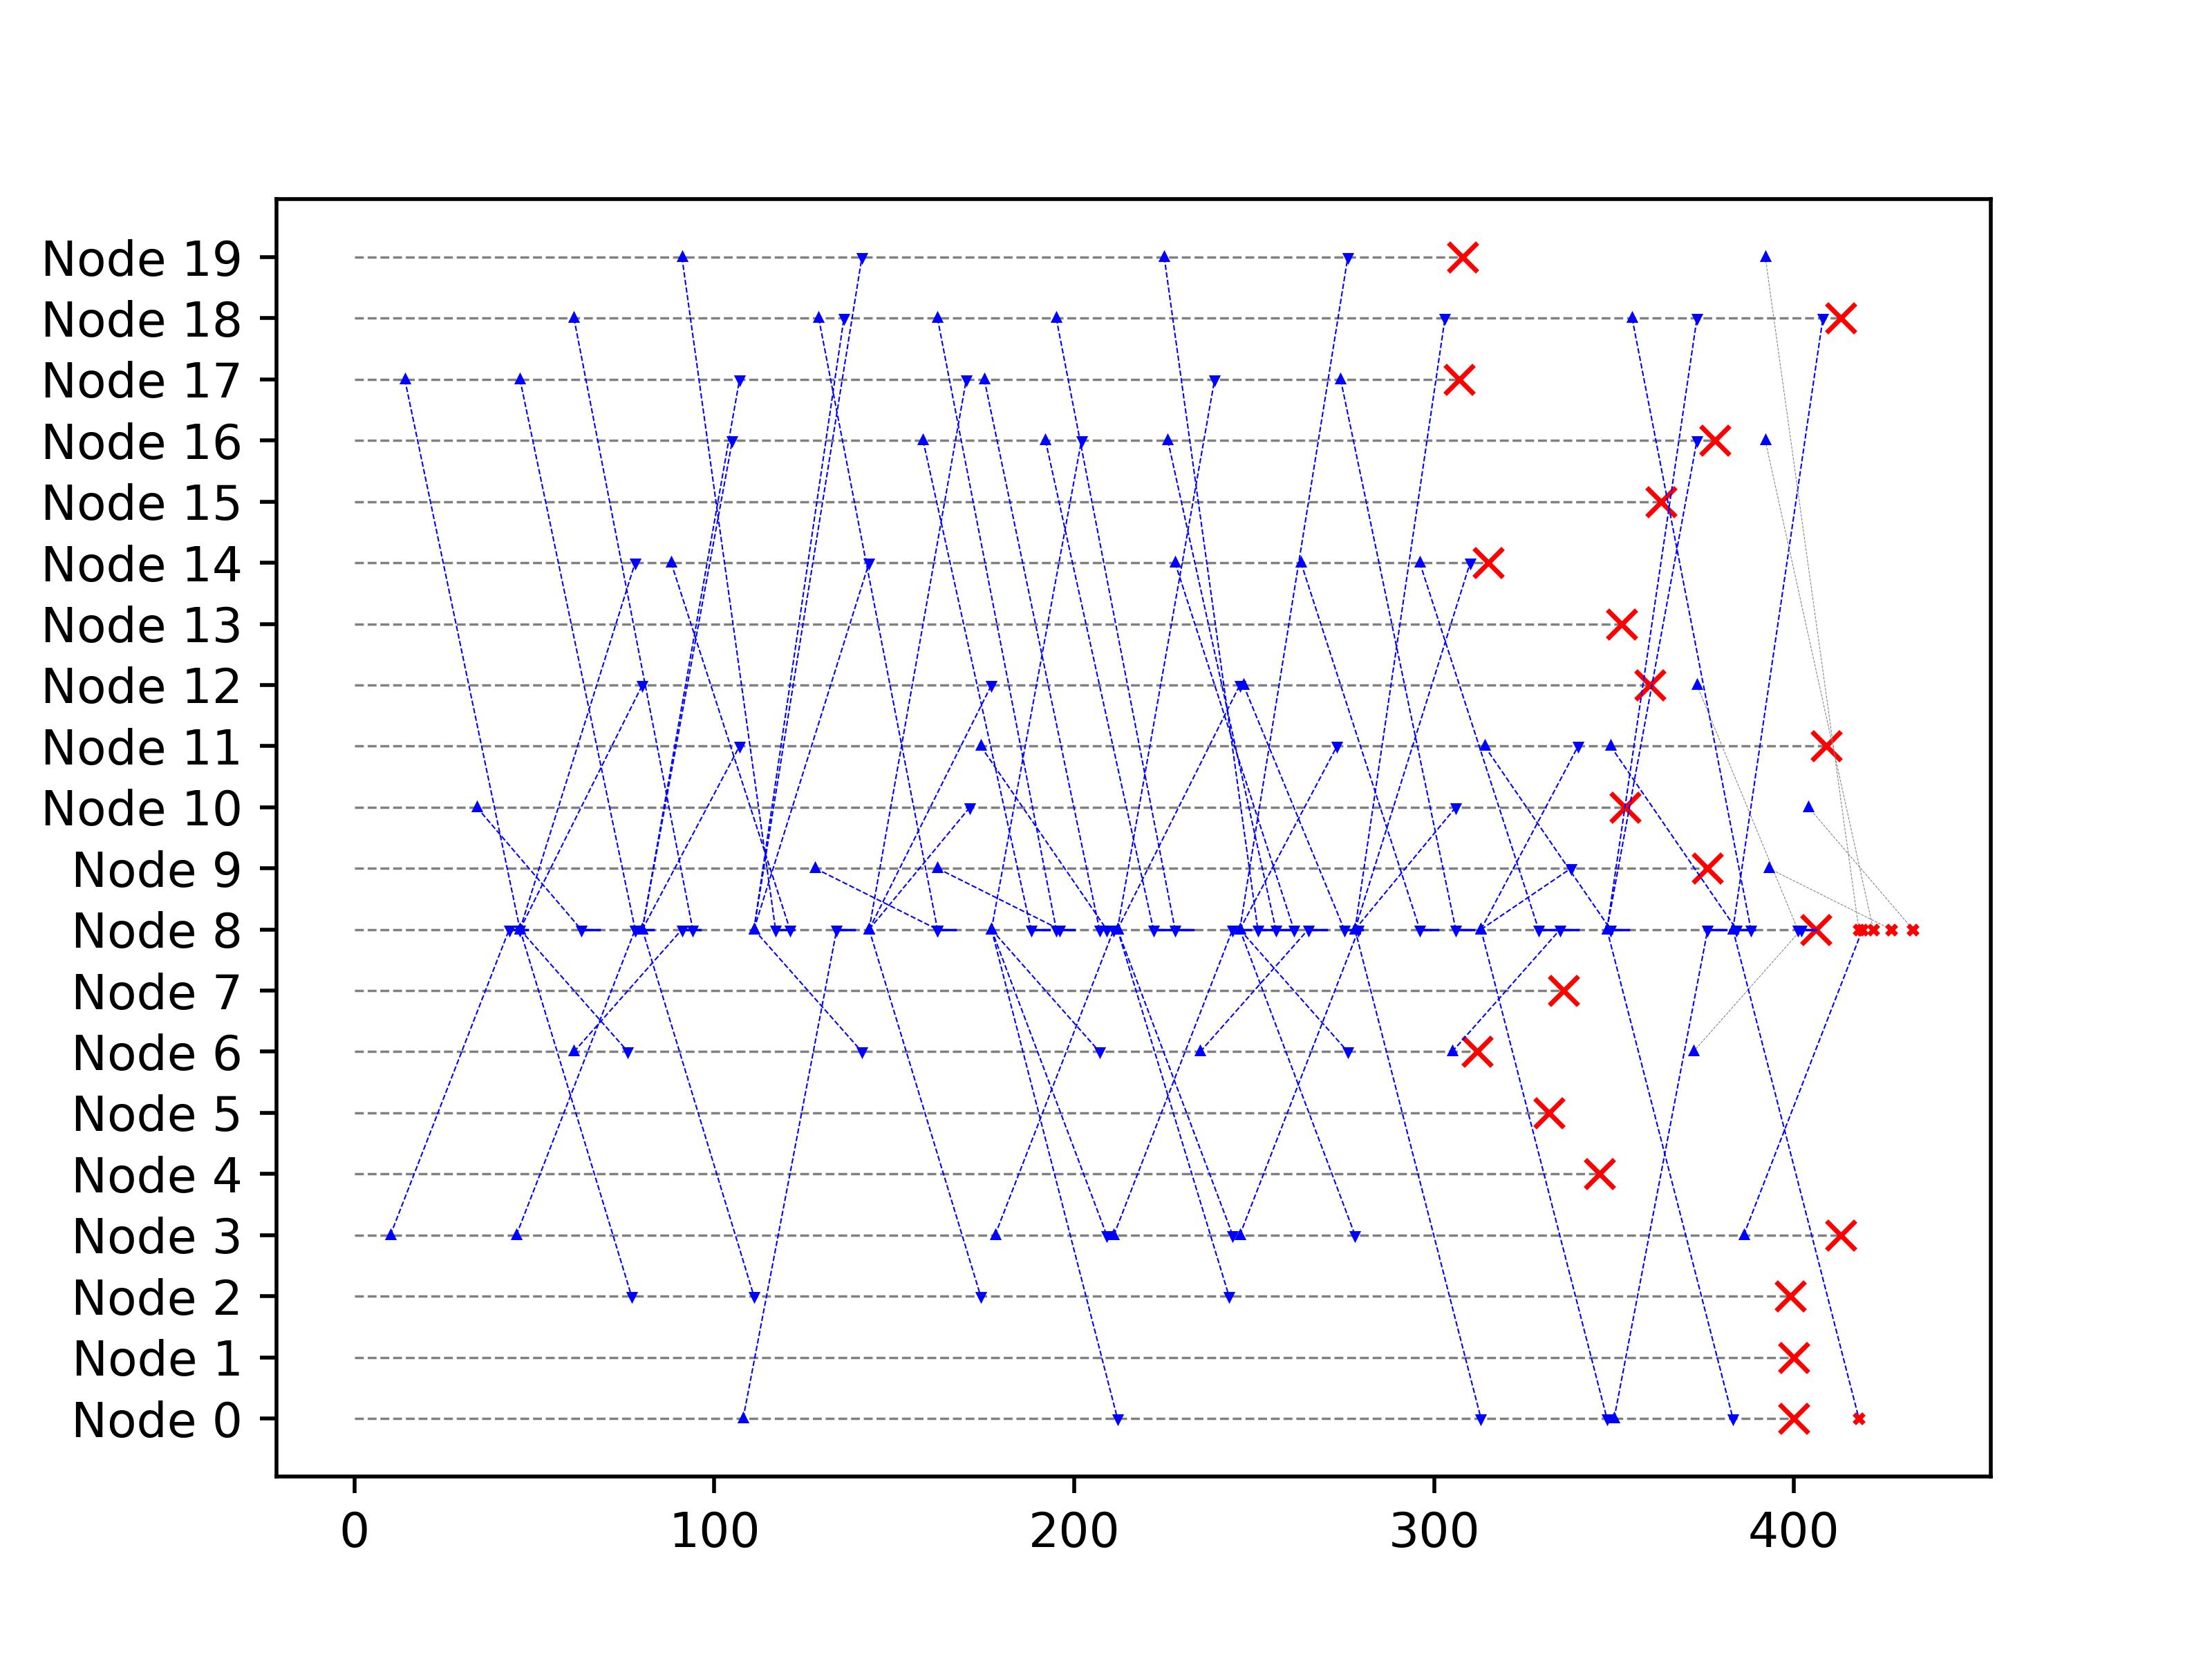 Node 19
Node 18
Node 17
Node 16
Node 15
Node 14
Node 13
Node 12
Node 11
Node 10
Node 9
Node 8
Node 7
Node 6
Node 5
Node 4
Node 3
Node 2
Node 1
Node 0
0 100 200 300 400